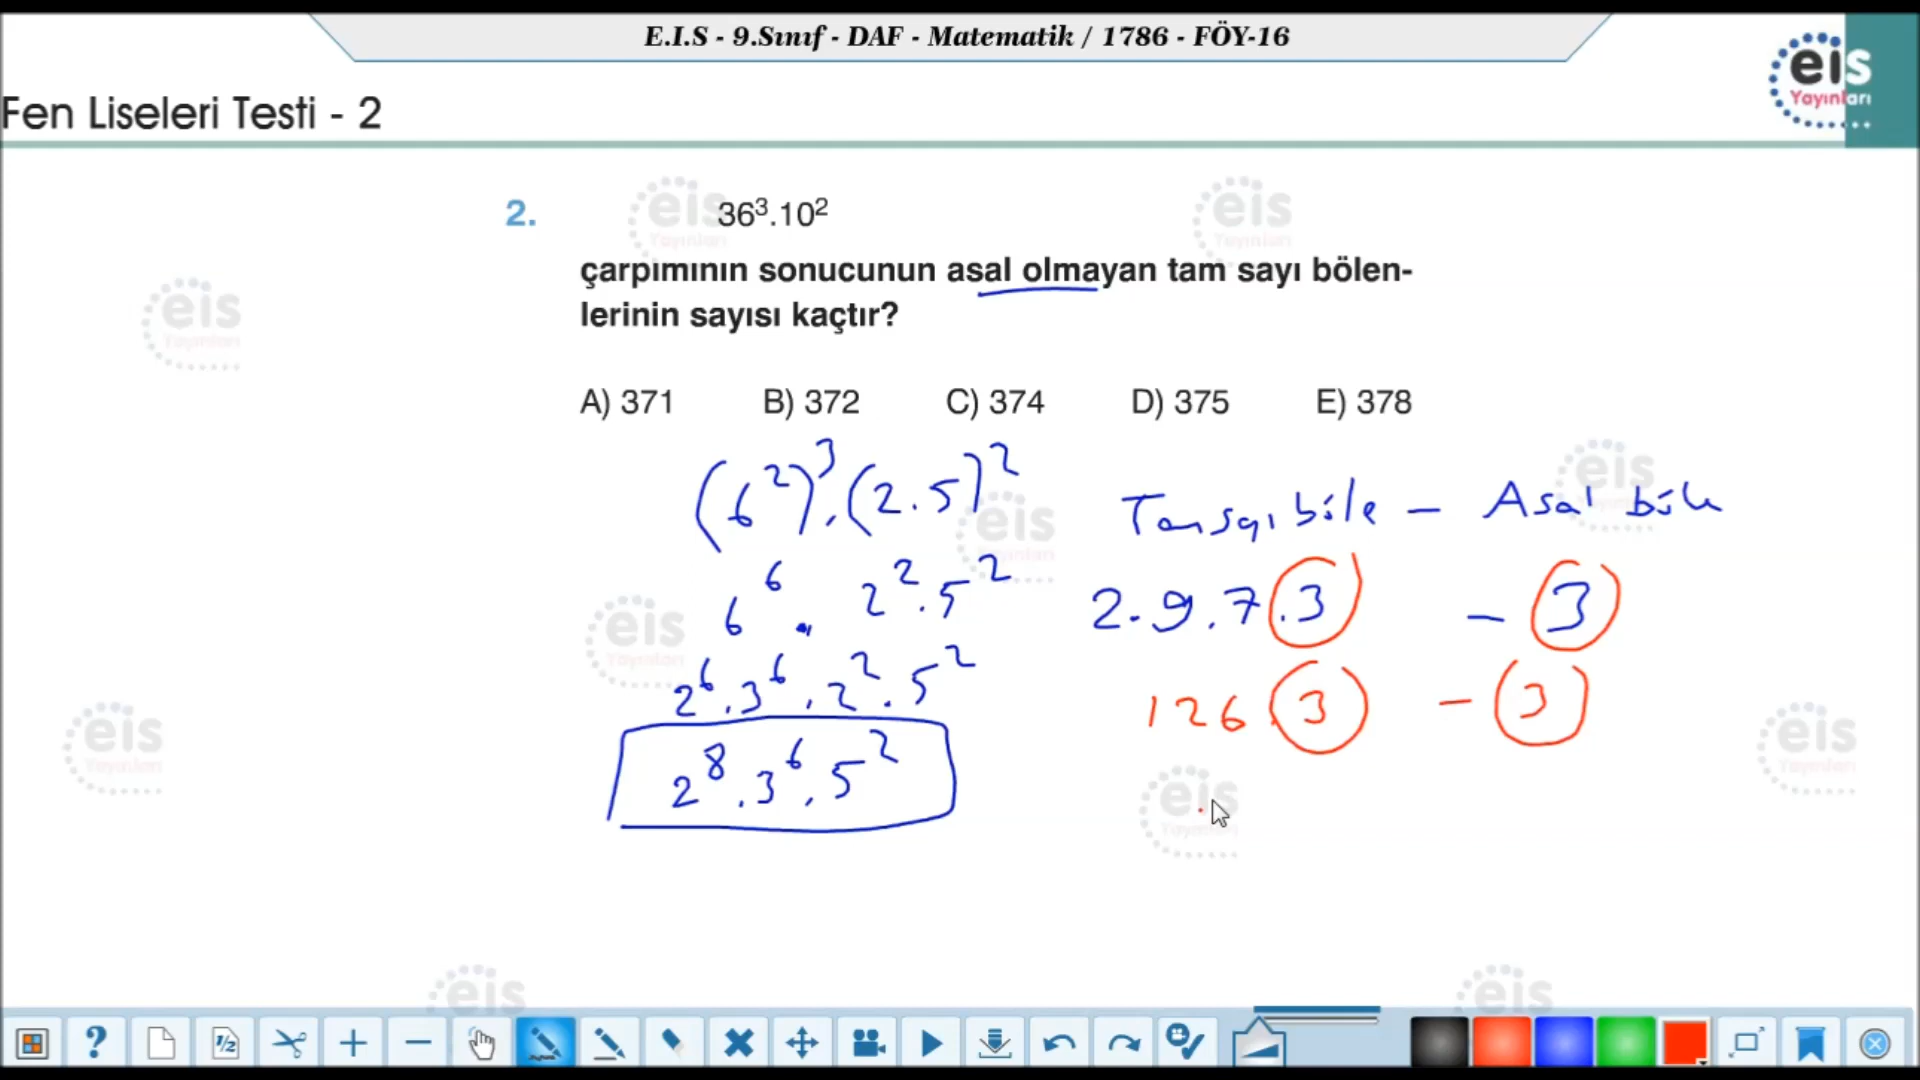 E.I.S - 9.Sınıf - DAF - Matematik / 1786 - FÖY-16
eis
Yayınları
Fen Liseleri Testi - 2
2.
36³.10²
çarpımının sonucunun asal olmayan tam sayı bölen-
lerinin sayısı kaçtır?
A) 371 B) 372 C) 374 D) 375 E) 378
(6²)³.(2.5)²
6⁶ . 2².5²
2⁶.3⁶.2².5²
2⁸.3⁶.5²
Tamsayı böle - Asal böle
2.9.7.3 - 3
126.3 - 3